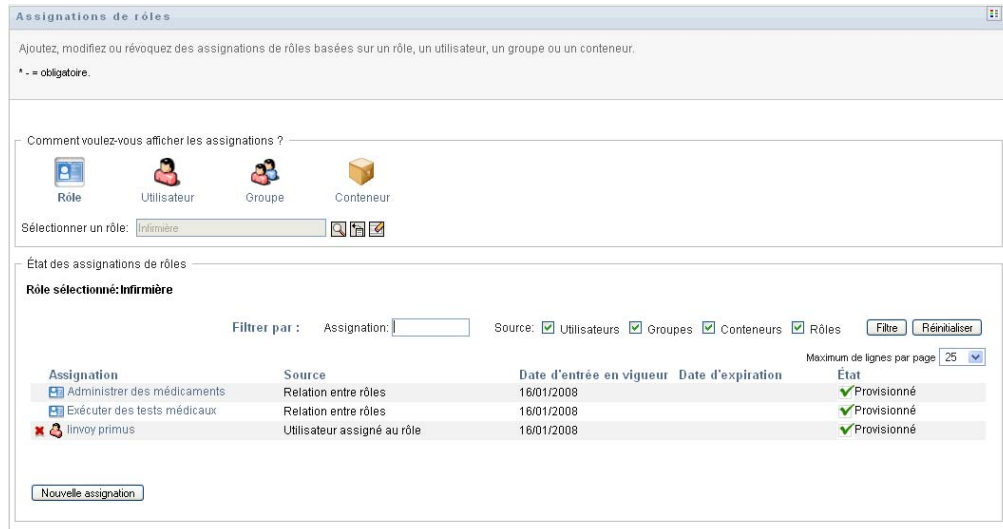 Assignations de rôles
Ajoutez, modifiez ou révoquez des assignations de rôles basées sur un rôle, un utilisateur, un groupe ou un conteneur.
* - = obligatoire.
Comment voulez-vous afficher les assignations ?
Rôle Utilisateur Groupe Conteneur
Sélectionner un rôle: Infirmière
État des assignations de rôles
Rôle sélectionné: Infirmière
Filtrer par : Assignation: Source: Utilisateurs Groupes Conteneurs Rôles Filtre Réinitialiser
Maximum de lignes par page 25
Assignation Source Date d'entrée en vigueur Date d'expiration État
Administrer des médicaments Relation entre rôles 16/01/2008 Provisionné
Exécuter des tests médicaux Relation entre rôles 16/01/2008 Provisionné
linvoy primus Utilisateur assigné au rôle 16/01/2008 Provisionné
Nouvelle assignation